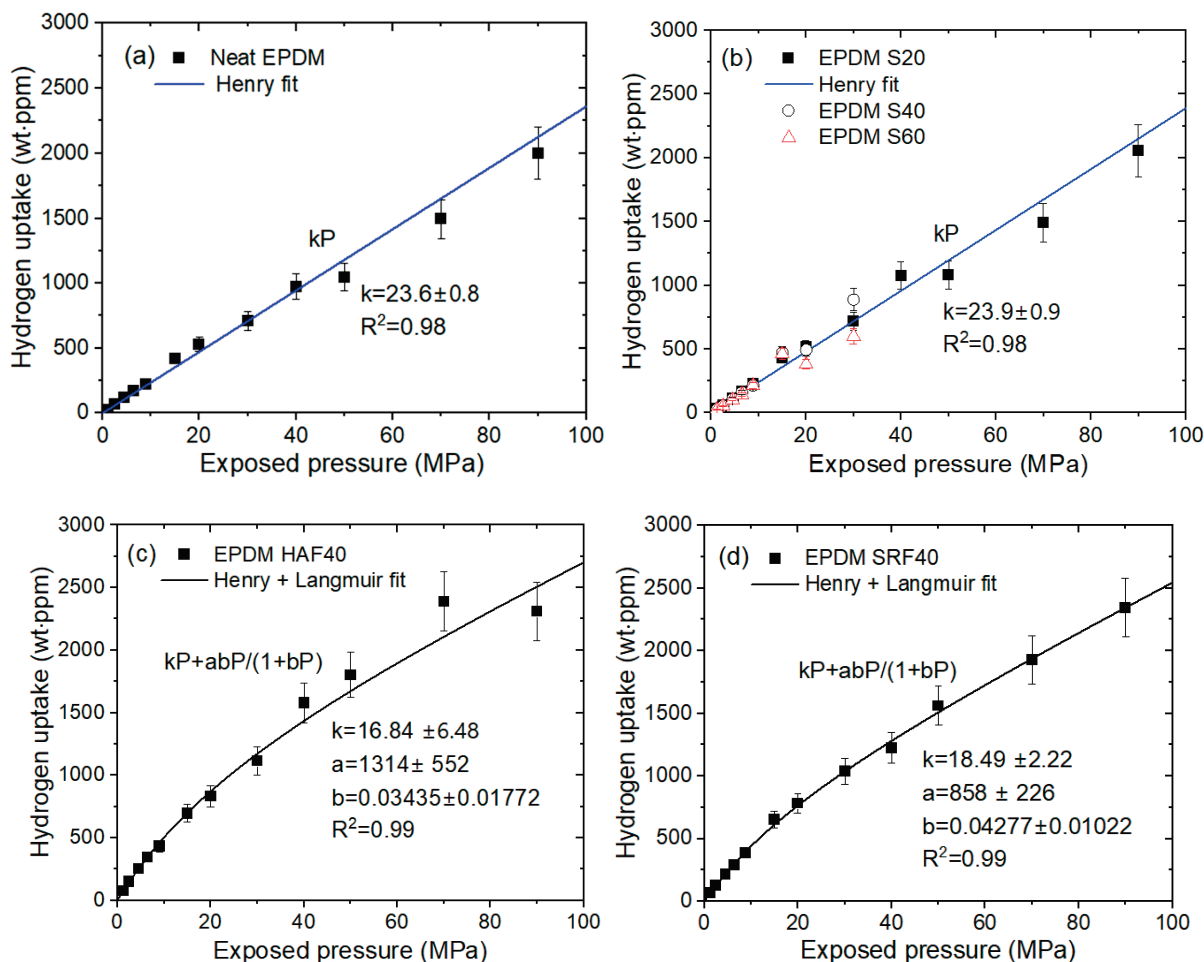 (a)
Neat EPDM
Henry fit
kP
k=23.6±0.8
R²=0.98
Hydrogen uptake (wt·ppm)
3000
2500
2000
1500
1000
500
0
0 20 40 60 80 100
Exposed pressure (MPa)
(b)
EPDM S20
Henry fit
EPDM S40
EPDM S60
kP
k=23.9±0.9
R²=0.98
Hydrogen uptake (wt·ppm)
3000
2500
2000
1500
1000
500
0
0 20 40 60 80 100
Exposed pressure (MPa)
(c)
EPDM HAF40
Henry + Langmuir fit
kP+abP/(1+bP)
k=16.84 ±6.48
a=1314± 552
b=0.03435±0.01772
R²=0.99
Hydrogen uptake (wt·ppm)
3000
2500
2000
1500
1000
500
0
0 20 40 60 80 100
Exposed pressure (MPa)
(d)
EPDM SRF40
Henry + Langmuir fit
kP+abP/(1+bP)
k=18.49 ±2.22
a=858 ± 226
b=0.04277±0.01022
R²=0.99
Hydrogen uptake (wt·ppm)
3000
2500
2000
1500
1000
500
0
0 20 40 60 80 100
Exposed pressure (MPa)